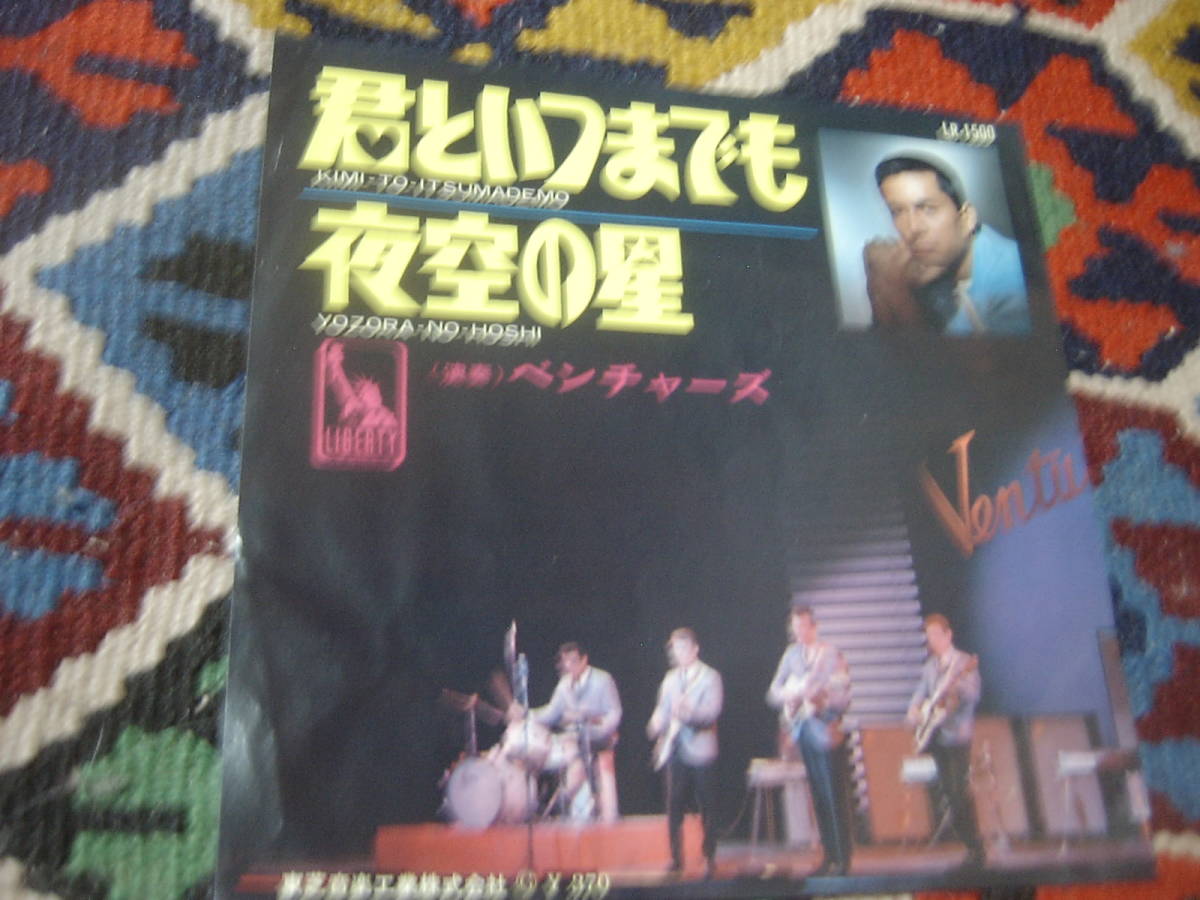 君といつまでも
KIMI-TO-ITSUMADEMO
LR-1500
夜空の星
YOZORA-NO-HOSHI
LIBERTY
(演奏)ベンチャーズ
Ventu
東芝音楽工業株式会社 ¥370